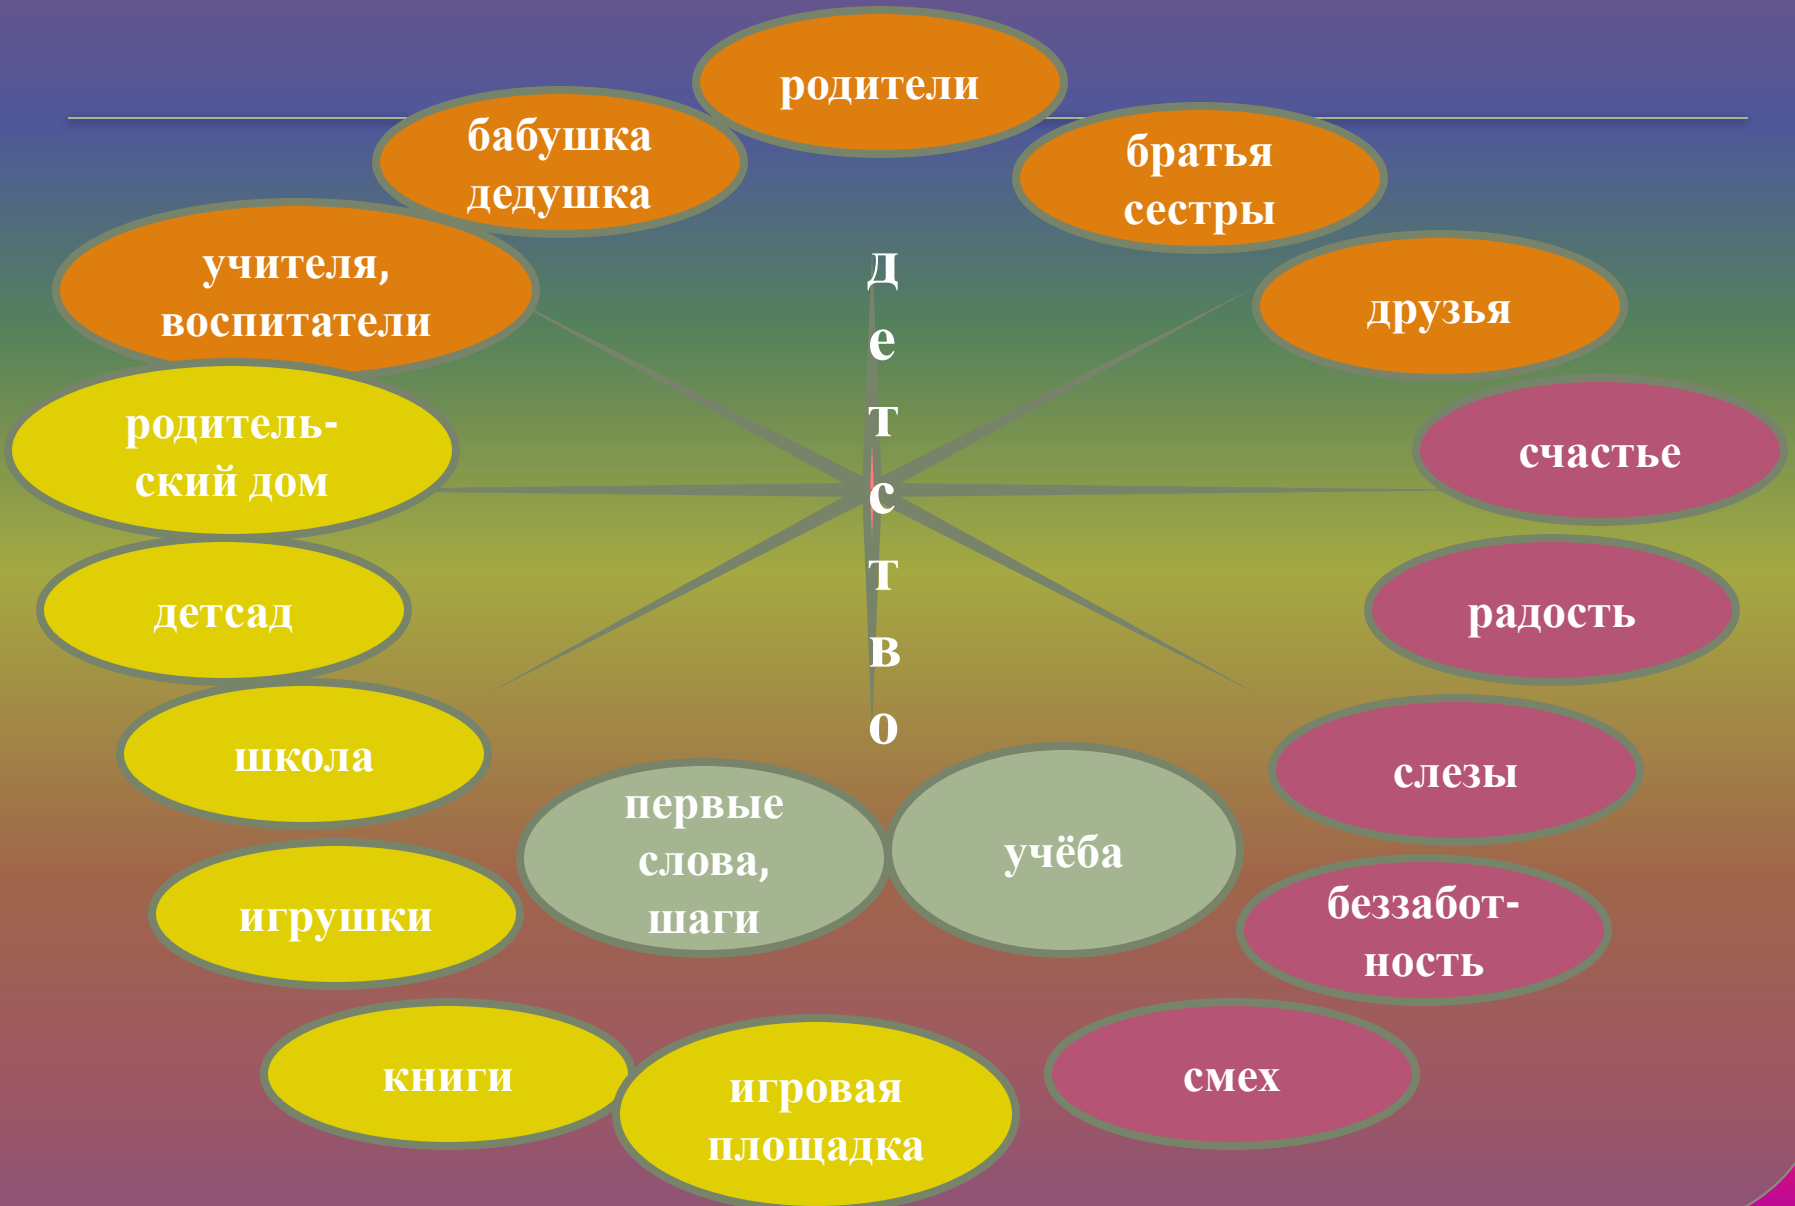 родители
бабушка
дедушка
братья
сестры
учителя,
воспитатели
друзья
д
е
т
с
т
в
о
родитель-
ский дом
счастье
детсад
радость
школа
слезы
первые
слова,
шаги
учёба
игрушки
беззабот-
ность
книги
игровая
площадка
смех